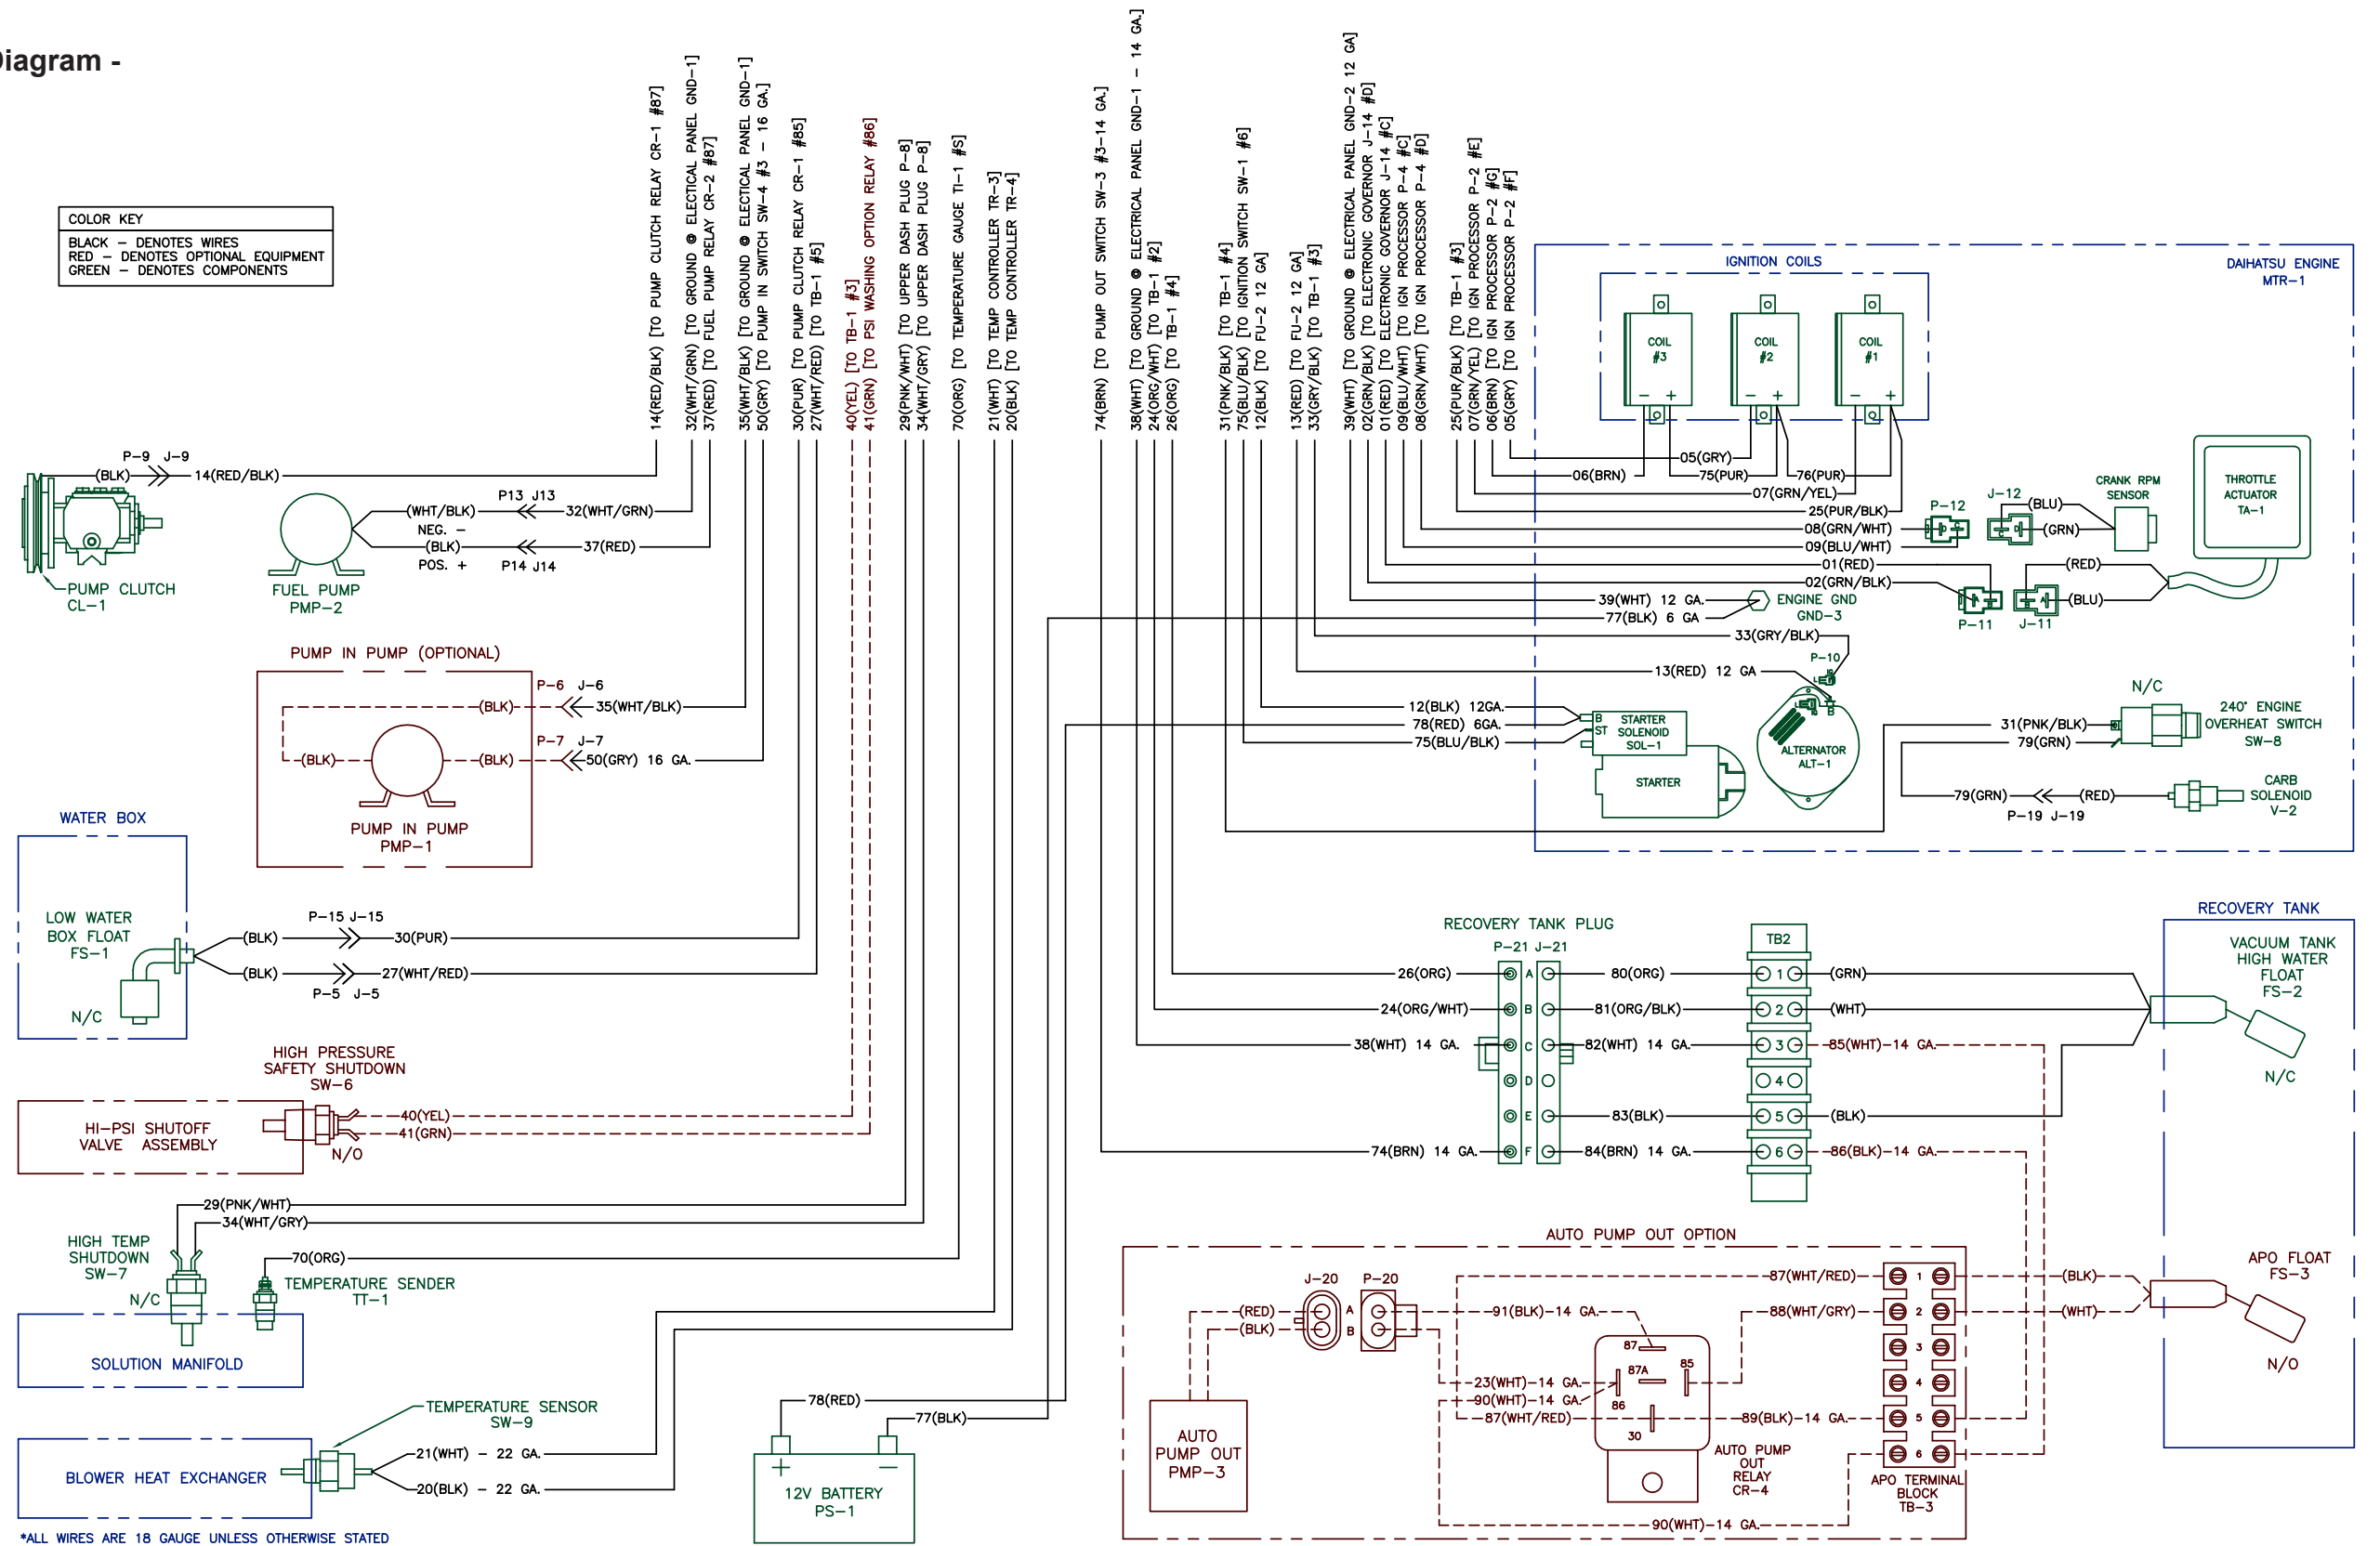 Diagram -
COLOR KEY
BLACK – DENOTES WIRES
RED – DENOTES OPTIONAL EQUIPMENT
GREEN – DENOTES COMPONENTS
14(RED/BLK) [TO PUMP CLUTCH RELAY CR-1 #87]
32(WHT/GRN) [TO GROUND @ ELECTICAL PANEL GND-1]
37(RED) [TO FUEL PUMP RELAY CR-2 #87]
35(WHT/BLK) [TO GROUND @ ELECTICAL PANEL GND-1]
50(GRY) [TO PUMP IN SWITCH SW-4 #3 - 16 GA.]
30(PUR) [TO PUMP CLUTCH RELAY CR-1 #85]
27(WHT/RED) [TO TB-1 #5]
40(YEL) [TO TB-1 #3]
41(GRN) [TO PSI WASHING OPTION RELAY #86]
29(PNK/WHT) [TO UPPER DASH PLUG P-8]
34(WHT/GRY) [TO UPPER DASH PLUG P-8]
70(ORG) [TO TEMPERATURE GAUGE TI-1 #S]
21(WHT) [TO TEMP CONTROLLER TR-3]
20(BLK) [TO TEMP CONTROLLER TR-4]
74(BRN) [TO PUMP OUT SWITCH SW-3 #3-14 GA.]
38(WHT) [TO GROUND @ ELECTRICAL PANEL GND-1 - 14 GA.]
24(ORG/WHT) [TO TB-1 #2]
26(ORG) [TO TB-1 #4]
31(PNK/BLK) [TO TB-1 #4]
75(BLU/BLK) [TO IGNITION SWITCH SW-1 #6]
12(BLK) [TO FU-2 12 GA]
13(RED) [TO FU-2 12 GA]
33(GRY/BLK) [TO TB-1 #3]
39(WHT) [TO GROUND @ ELECTRICAL PANEL GND-2 12 GA]
02(GRN/BLK) [TO ELECTRONIC GOVERNOR J-14 #D]
01(RED) [TO ELECTRONIC GOVERNOR J-14 #C]
09(BLU/WHT) [TO IGN PROCESSOR P-4 #C]
08(GRN/WHT) [TO IGN PROCESSOR P-4 #D]
25(PUR/BLK) [TO TB-1 #3]
07(GRN/YEL) [TO IGN PROCESSOR P-2 #E]
06(BRN) [TO IGN PROCESSOR P-2 #G]
05(GRY) [TO IGN PROCESSOR P-2 #F]
IGNITION COILS
DAIHATSU ENGINE
MTR-1
COIL
#3
COIL
#2
COIL
#1
– +
– +
– +
05(GRY)
06(BRN)
75(PUR)
76(PUR)
07(GRN/YEL)
25(PUR/BLK)
08(GRN/WHT)
09(BLU/WHT)
01(RED)
02(GRN/BLK)
39(WHT) 12 GA.
77(BLK) 6 GA
ENGINE GND
GND-3
33(GRY/BLK)
13(RED) 12 GA
P-10
P-12
J-12
D C
C D
(BLU)
(GRN)
CRANK RPM
SENSOR
THROTTLE
ACTUATOR
TA-1
(RED)
(BLU)
P-11
J-11
A B
B A
12(BLK) 12GA.
78(RED) 6GA.
75(BLU/BLK)
B
ST
STARTER
SOLENOID
SOL-1
STARTER
B
ALTERNATOR
ALT-1
N/C
31(PNK/BLK)
79(GRN)
240° ENGINE
OVERHEAT SWITCH
SW-8
79(GRN)
(RED)
P-19 J-19
CARB
SOLENOID
V-2
P-9 J-9
(BLK)
14(RED/BLK)
PUMP CLUTCH
CL-1
P13 J13
(WHT/BLK)
32(WHT/GRN)
NEG. –
(BLK)
37(RED)
POS. +
P14 J14
FUEL PUMP
PMP-2
PUMP IN PUMP (OPTIONAL)
P-6 J-6
(BLK)
35(WHT/BLK)
P-7 J-7
(BLK)
(BLK)
50(GRY) 16 GA.
PUMP IN PUMP
PMP-1
WATER BOX
LOW WATER
BOX FLOAT
FS-1
N/C
P-15 J-15
(BLK)
30(PUR)
(BLK)
27(WHT/RED)
P-5 J-5
HIGH PRESSURE
SAFETY SHUTDOWN
SW-6
HI-PSI SHUTOFF
VALVE ASSEMBLY
40(YEL)
41(GRN)
N/O
29(PNK/WHT)
34(WHT/GRY)
HIGH TEMP
SHUTDOWN
SW-7
N/C
70(ORG)
TEMPERATURE SENDER
TT-1
SOLUTION MANIFOLD
TEMPERATURE SENSOR
SW-9
21(WHT) - 22 GA.
20(BLK) - 22 GA.
BLOWER HEAT EXCHANGER
*ALL WIRES ARE 18 GAUGE UNLESS OTHERWISE STATED
78(RED)
77(BLK)
+ –
12V BATTERY
PS-1
RECOVERY TANK PLUG
P-21 J-21
TB2
26(ORG)
A
80(ORG)
1
(GRN)
24(ORG/WHT)
B
81(ORG/BLK)
2
(WHT)
38(WHT) 14 GA.
C
82(WHT) 14 GA.
3
85(WHT)-14 GA.
D
4
E
83(BLK)
5
(BLK)
74(BRN) 14 GA.
F
84(BRN) 14 GA.
6
86(BLK)-14 GA.
RECOVERY TANK
VACUUM TANK
HIGH WATER
FLOAT
FS-2
N/C
AUTO PUMP OUT OPTION
J-20
P-20
(RED)
(BLK)
A
B
AUTO
PUMP OUT
PMP-3
87(WHT/RED)
91(BLK)-14 GA.
88(WHT/GRY)
87
87A
85
86
30
23(WHT)-14 GA.
90(WHT)-14 GA.
87(WHT/RED)
89(BLK)-14 GA.
AUTO PUMP
OUT
RELAY
CR-4
90(WHT)-14 GA.
1
2
3
4
5
6
APO TERMINAL
BLOCK
TB-3
(BLK)
(WHT)
APO FLOAT
FS-3
N/O